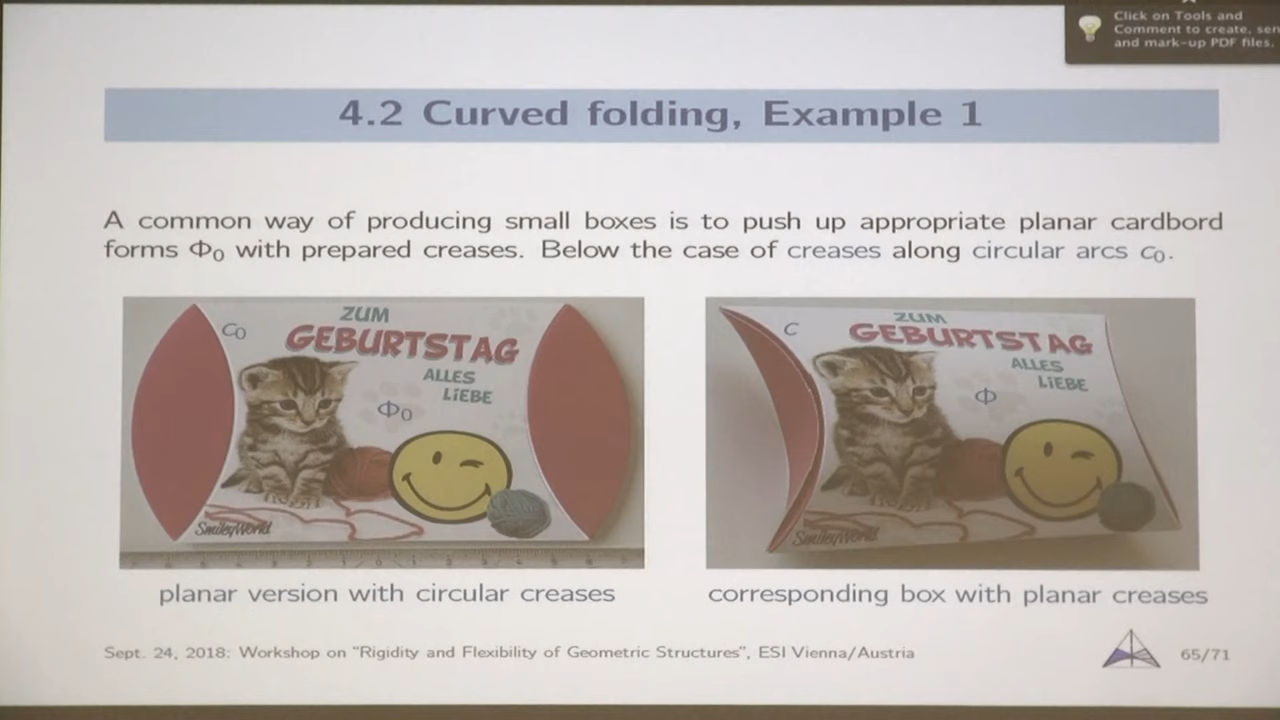 Click on Tools and
Comment to create, sen
and mark-up PDF files.
4.2 Curved folding, Example 1
A common way of producing small boxes is to push up appropriate planar cardbord
forms Φ0 with prepared creases. Below the case of creases along circular arcs c0.
ZUM
GEBURTSTAG
ALLES
LiEBE
c0
Φ0
SmileyWorld
ZUM
GEBURTSTAG
ALLES
LiEBE
c
Φ
SmileyWorld
planar version with circular creases
corresponding box with planar creases
Sept. 24, 2018: Workshop on "Rigidity and Flexibility of Geometric Structures", ESI Vienna/Austria
65/71